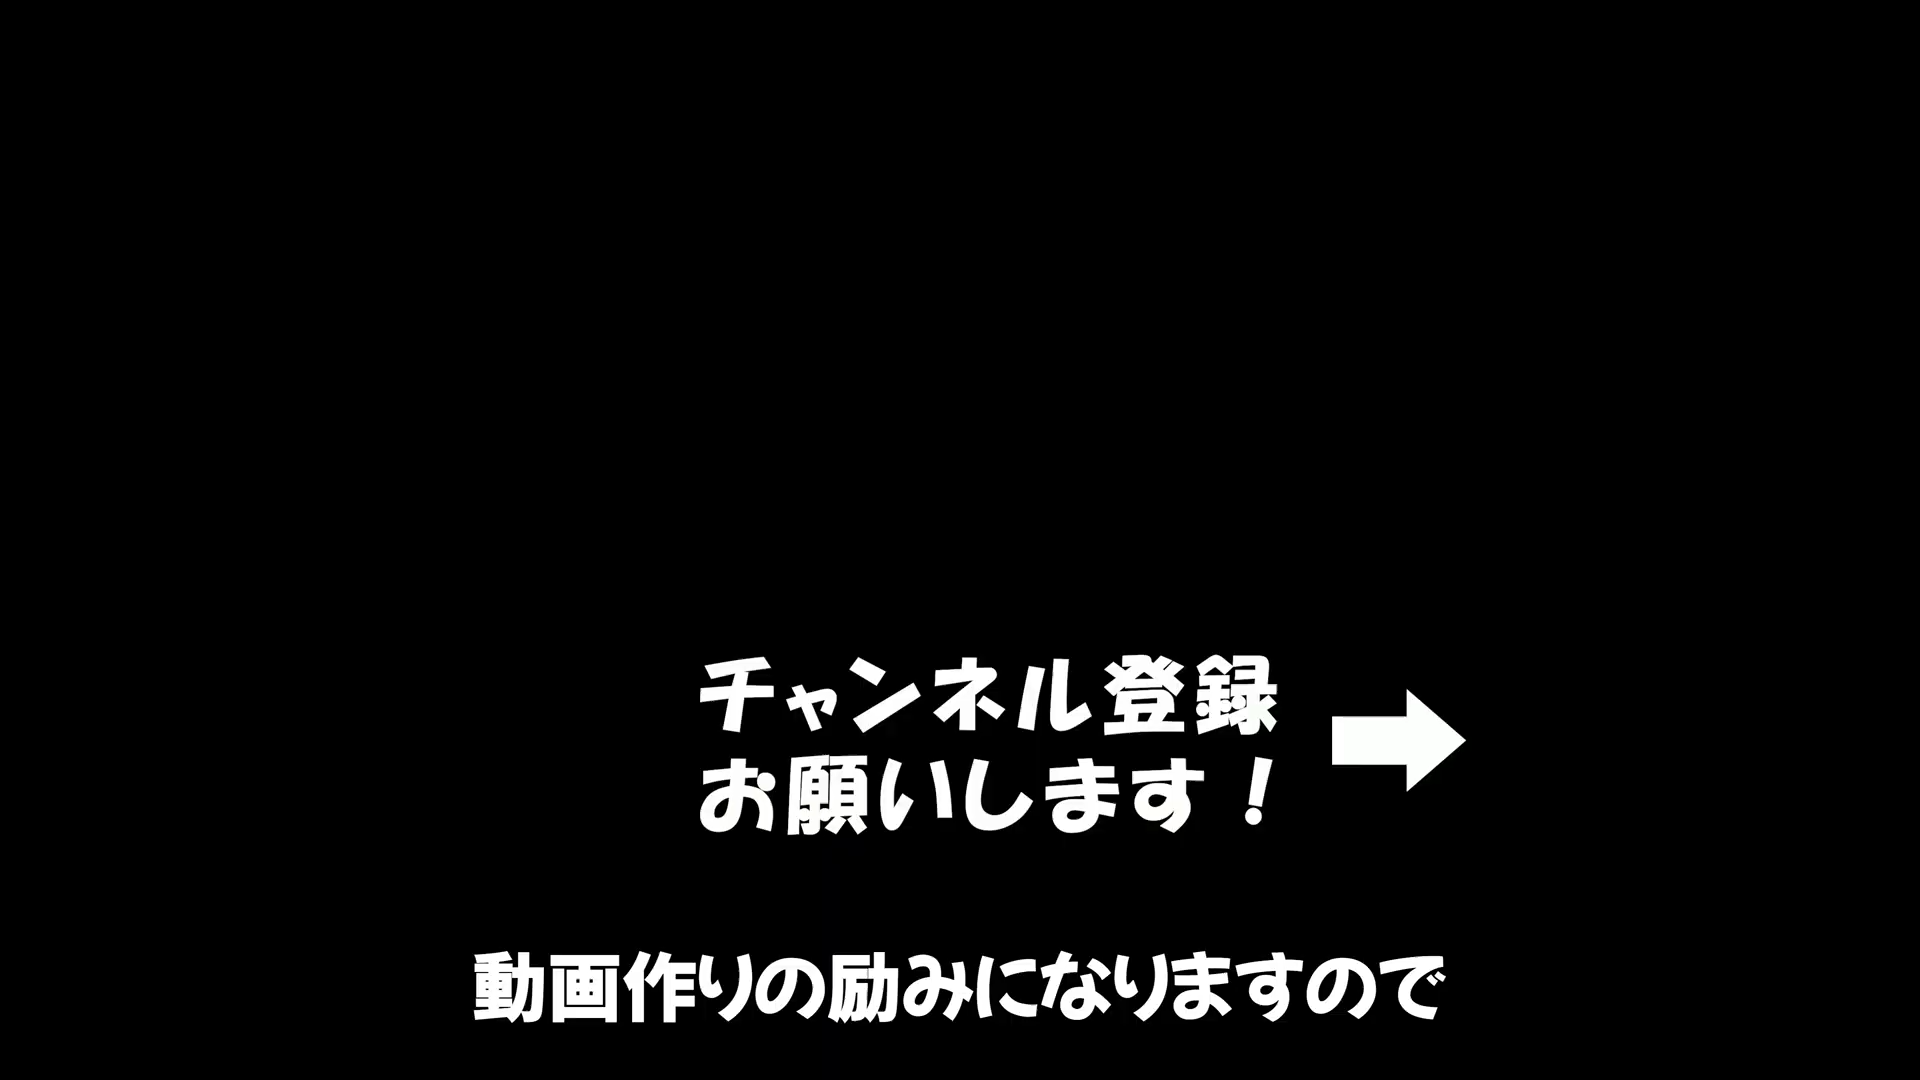 チャンネル登録
お願いします！
動画作りの励みになりますので